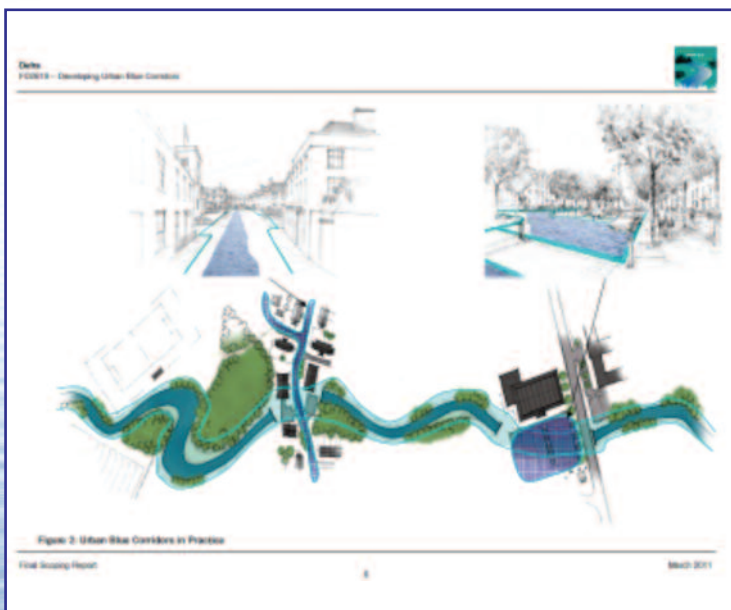 Defra
FD2619 – Developing Urban Blue Corridors
Figure 2: Urban Blue Corridors in Practice
Final Scoping Report
March 2011